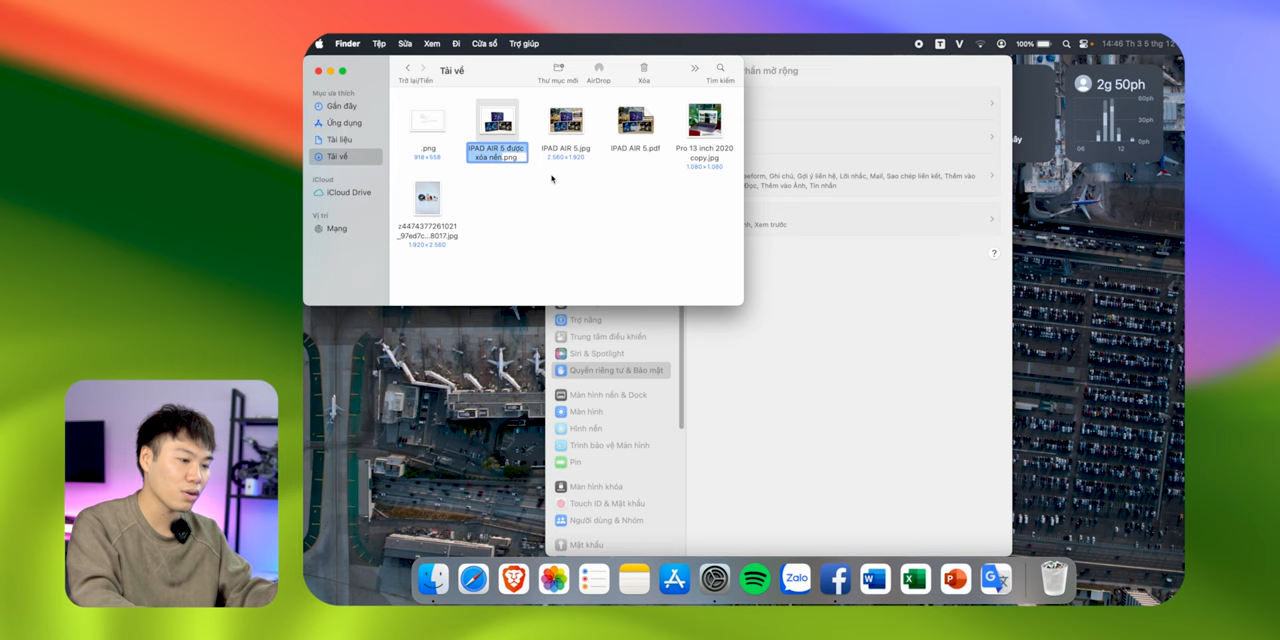 Finder Tệp Sửa Xem Đi Cửa sổ Trợ giúp
T V 100% 14:46 Th 3 5 thg 12
Tải về
Trở lại/Tiến Thư mục mới AirDrop Xóa Tìm kiếm
Mục ưa thích
Gần đây
Ứng dụng
Tài liệu
Tải về
iCloud
iCloud Drive
Vị trí
Mạng
.png
918×558
IPAD AIR 5 được
xóa nền.png
IPAD AIR 5.jpg
2.560×1.920
IPAD AIR 5.pdf
Pro 13 inch 2020
copy.jpg
1.080×1.080
z4474377261021
_97ed7c...8017.jpg
1.920×2.560
hần mở rộng
eeform, Ghi chú, Gợi ý liên hệ, Lời nhắc, Mail, Sao chép liên kết, Thêm vào
Đọc, Thêm vào Ảnh, Tin nhắn
nh, Xem trước
?
2g 50ph
60ph
30ph
0
06 12
Trợ năng
Trung tâm điều khiển
Siri & Spotlight
Quyền riêng tư & Bảo mật
Màn hình nền & Dock
Màn hình
Hình nền
Trình bảo vệ Màn hình
Pin
Màn hình khóa
Touch ID & Mật khẩu
Người dùng & Nhóm
Mật khẩu
Zalo
W
X
P
G